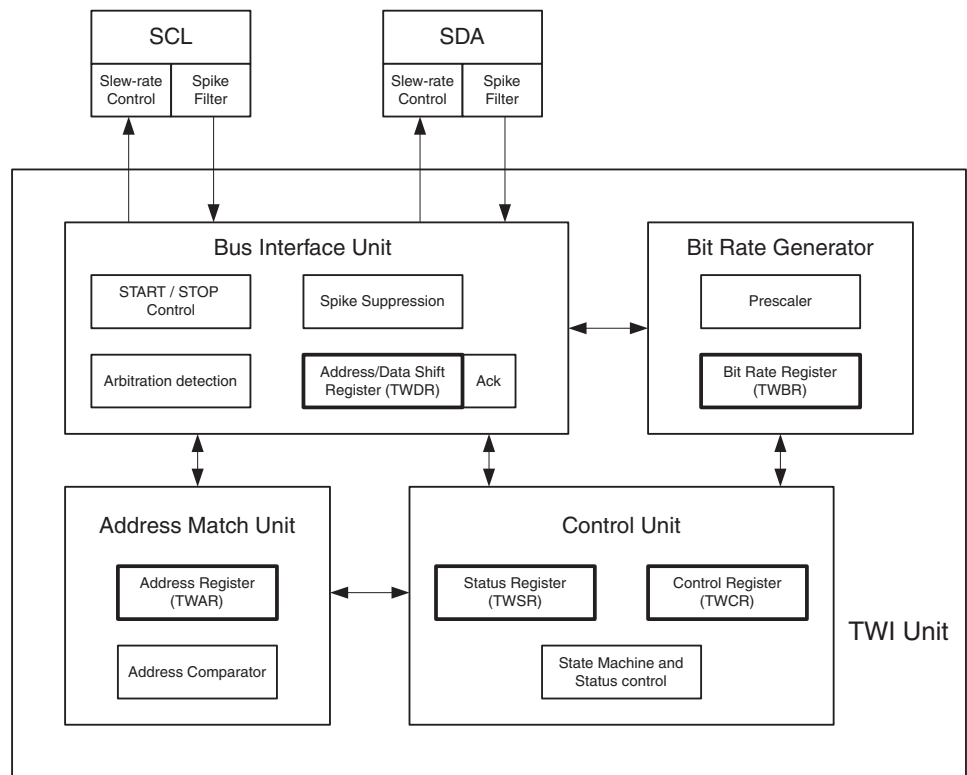 SCL
SDA
Slew-rate
Control
Spike
Filter
Slew-rate
Control
Spike
Filter
Bus Interface Unit
START / STOP
Control
Spike Suppression
Arbitration detection
Address/Data Shift
Register (TWDR)
Ack
Bit Rate Generator
Prescaler
Bit Rate Register
(TWBR)
Address Match Unit
Address Register
(TWAR)
Address Comparator
Control Unit
Status Register
(TWSR)
Control Register
(TWCR)
State Machine and
Status control
TWI Unit